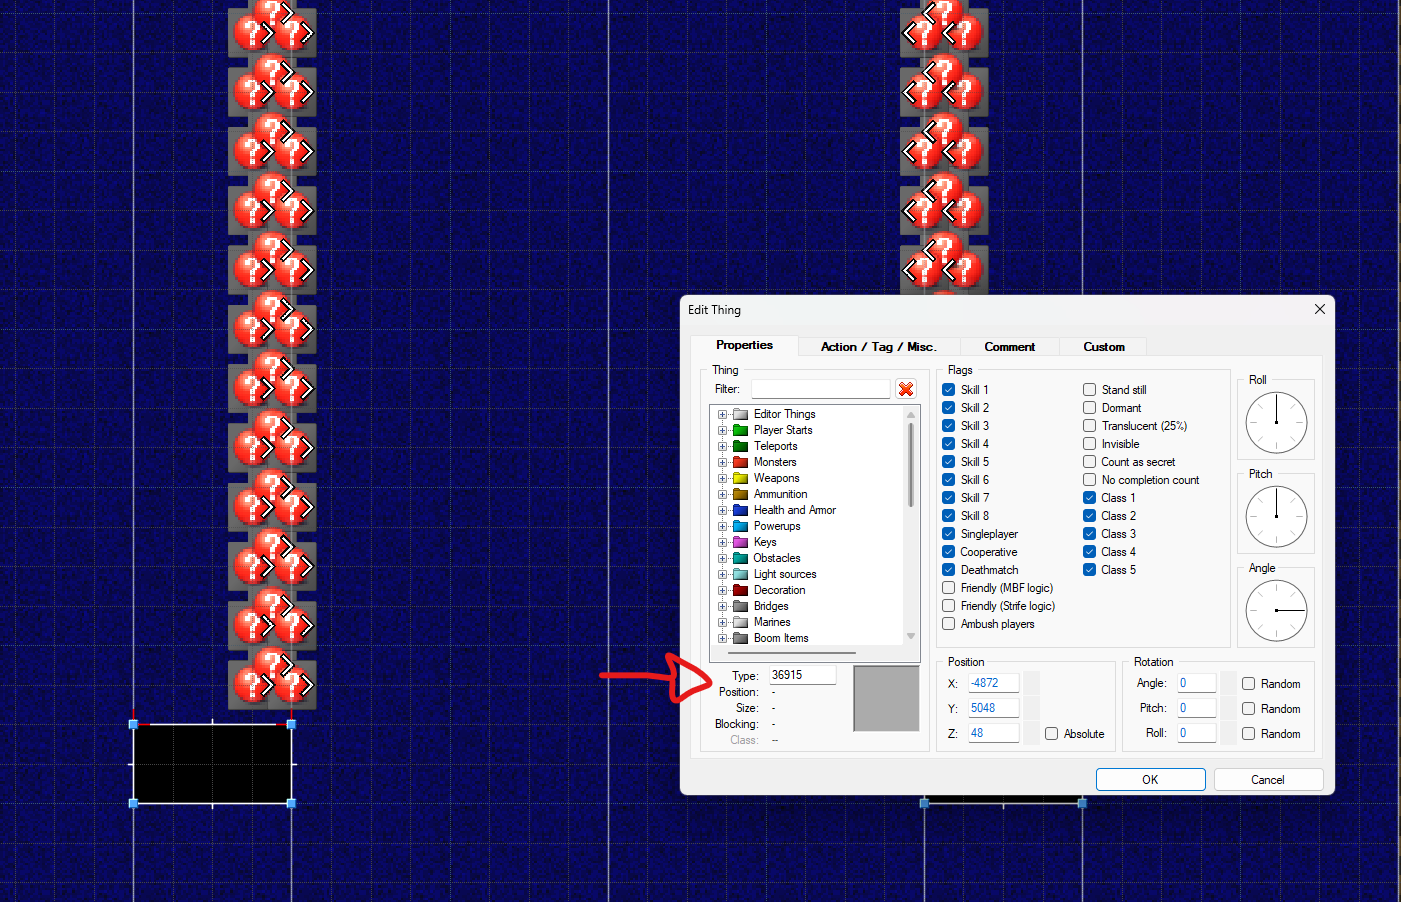 Edit Thing
Properties
Action / Tag / Misc.
Comment
Custom
Thing
Filter:
Editor Things
Player Starts
Teleports
Monsters
Weapons
Ammunition
Health and Armor
Powerups
Keys
Obstacles
Light sources
Decoration
Bridges
Marines
Boom Items
Type: 36915
Position: -
Size: -
Blocking: -
Class: --
Flags
Skill 1
Skill 2
Skill 3
Skill 4
Skill 5
Skill 6
Skill 7
Skill 8
Singleplayer
Cooperative
Deathmatch
Friendly (MBF logic)
Friendly (Strife logic)
Ambush players
Stand still
Dormant
Translucent (25%)
Invisible
Count as secret
No completion count
Class 1
Class 2
Class 3
Class 4
Class 5
Roll
Pitch
Angle
Position
X: -4872
Y: 5048
Z: 48
Absolute
Rotation
Angle: 0 Random
Pitch: 0 Random
Roll: 0 Random
OK
Cancel